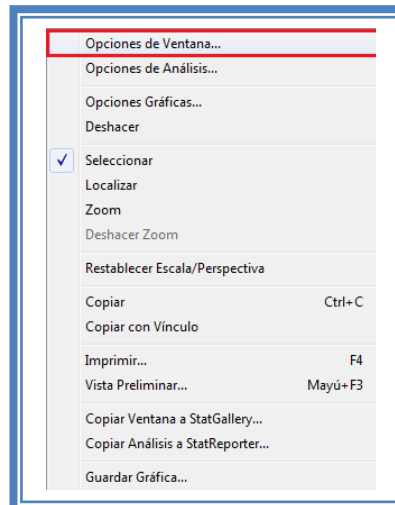 Opciones de Ventana...
Opciones de Análisis...
Opciones Gráficas...
Deshacer
Seleccionar
Localizar
Zoom
Deshacer Zoom
Restablecer Escala/Perspectiva
Copiar Ctrl+C
Copiar con Vínculo
Imprimir... F4
Vista Preliminar... Mayú+F3
Copiar Ventana a StatGallery...
Copiar Análisis a StatReporter...
Guardar Gráfica...